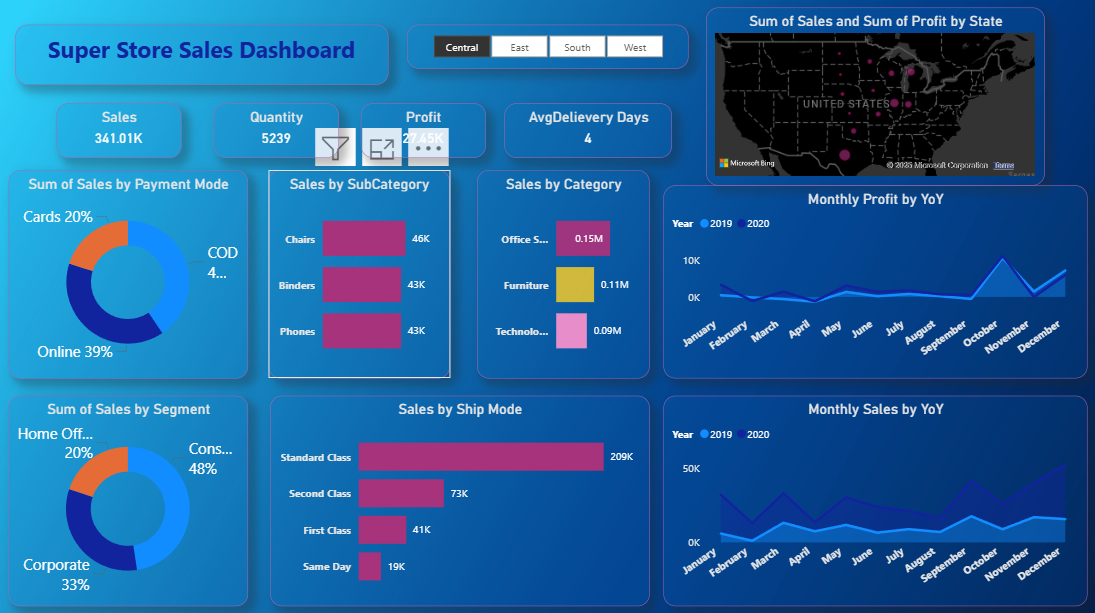 Super Store Sales Dashboard
Central East South West
Sum of Sales and Sum of Profit by State
UNITED STATES
Microsoft Bing
© 2025 Microsoft Corporation Terms
Sales
341.01K
Quantity
5239
Profit
27.45K
AvgDelievery Days
4
Sum of Sales by Payment Mode
Cards 20%
COD
4...
Online 39%
Sales by SubCategory
Chairs 46K
Binders 43K
Phones 43K
Sales by Category
Office S... 0.15M
Furniture 0.11M
Technolo... 0.09M
Monthly Profit by YoY
Year 2019 2020
10K
0K
January February March April May June July August September October November December
Sum of Sales by Segment
Home Off...
20%
Cons...
48%
Corporate
33%
Sales by Ship Mode
Standard Class 209K
Second Class 73K
First Class 41K
Same Day 19K
Monthly Sales by YoY
Year 2019 2020
50K
0K
January February March April May June July August September October November December